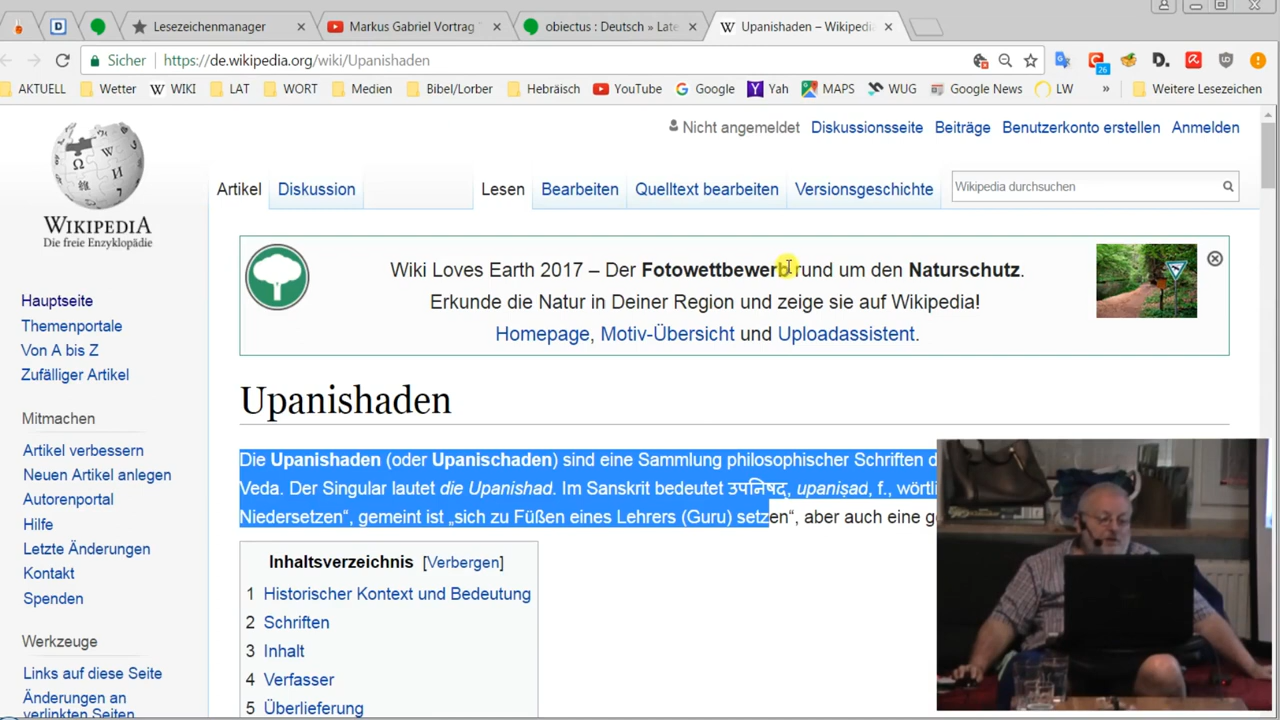 Lesezeichenmanager
Markus Gabriel Vortrag
obiectus : Deutsch » Late
Upanishaden – Wikipedi
Sicher
https://de.wikipedia.org/wiki/Upanishaden
26
AKTUELL
Wetter
WIKI
LAT
WORT
Medien
Bibel/Lorber
Hebräisch
YouTube
Google
Yah
MAPS
WUG
Google News
LW
»
Weitere Lesezeichen
Nicht angemeldet
Diskussionsseite
Beiträge
Benutzerkonto erstellen
Anmelden
WIKIPEDIA
Die freie Enzyklopädie
Artikel
Diskussion
Lesen
Bearbeiten
Quelltext bearbeiten
Versionsgeschichte
Wikipedia durchsuchen
Wiki Loves Earth 2017 – Der Fotowettbewerb rund um den Naturschutz.
Erkunde die Natur in Deiner Region und zeige sie auf Wikipedia!
Homepage, Motiv-Übersicht und Uploadassistent.
Hauptseite
Themenportale
Von A bis Z
Zufälliger Artikel
Mitmachen
Artikel verbessern
Neuen Artikel anlegen
Autorenportal
Hilfe
Letzte Änderungen
Kontakt
Spenden
Werkzeuge
Links auf diese Seite
Änderungen an
verlinkten Seiten
Upanishaden
Die Upanishaden (oder Upanischaden) sind eine Sammlung philosophischer Schriften d
Veda. Der Singular lautet die Upanishad. Im Sanskrit bedeutet उपनिषद्, upaniṣad, f., wörtli
Niedersetzen“, gemeint ist „sich zu Füßen eines Lehrers (Guru) setzen“, aber auch eine g
Inhaltsverzeichnis [Verbergen]
1 Historischer Kontext und Bedeutung
2 Schriften
3 Inhalt
4 Verfasser
5 Überlieferung